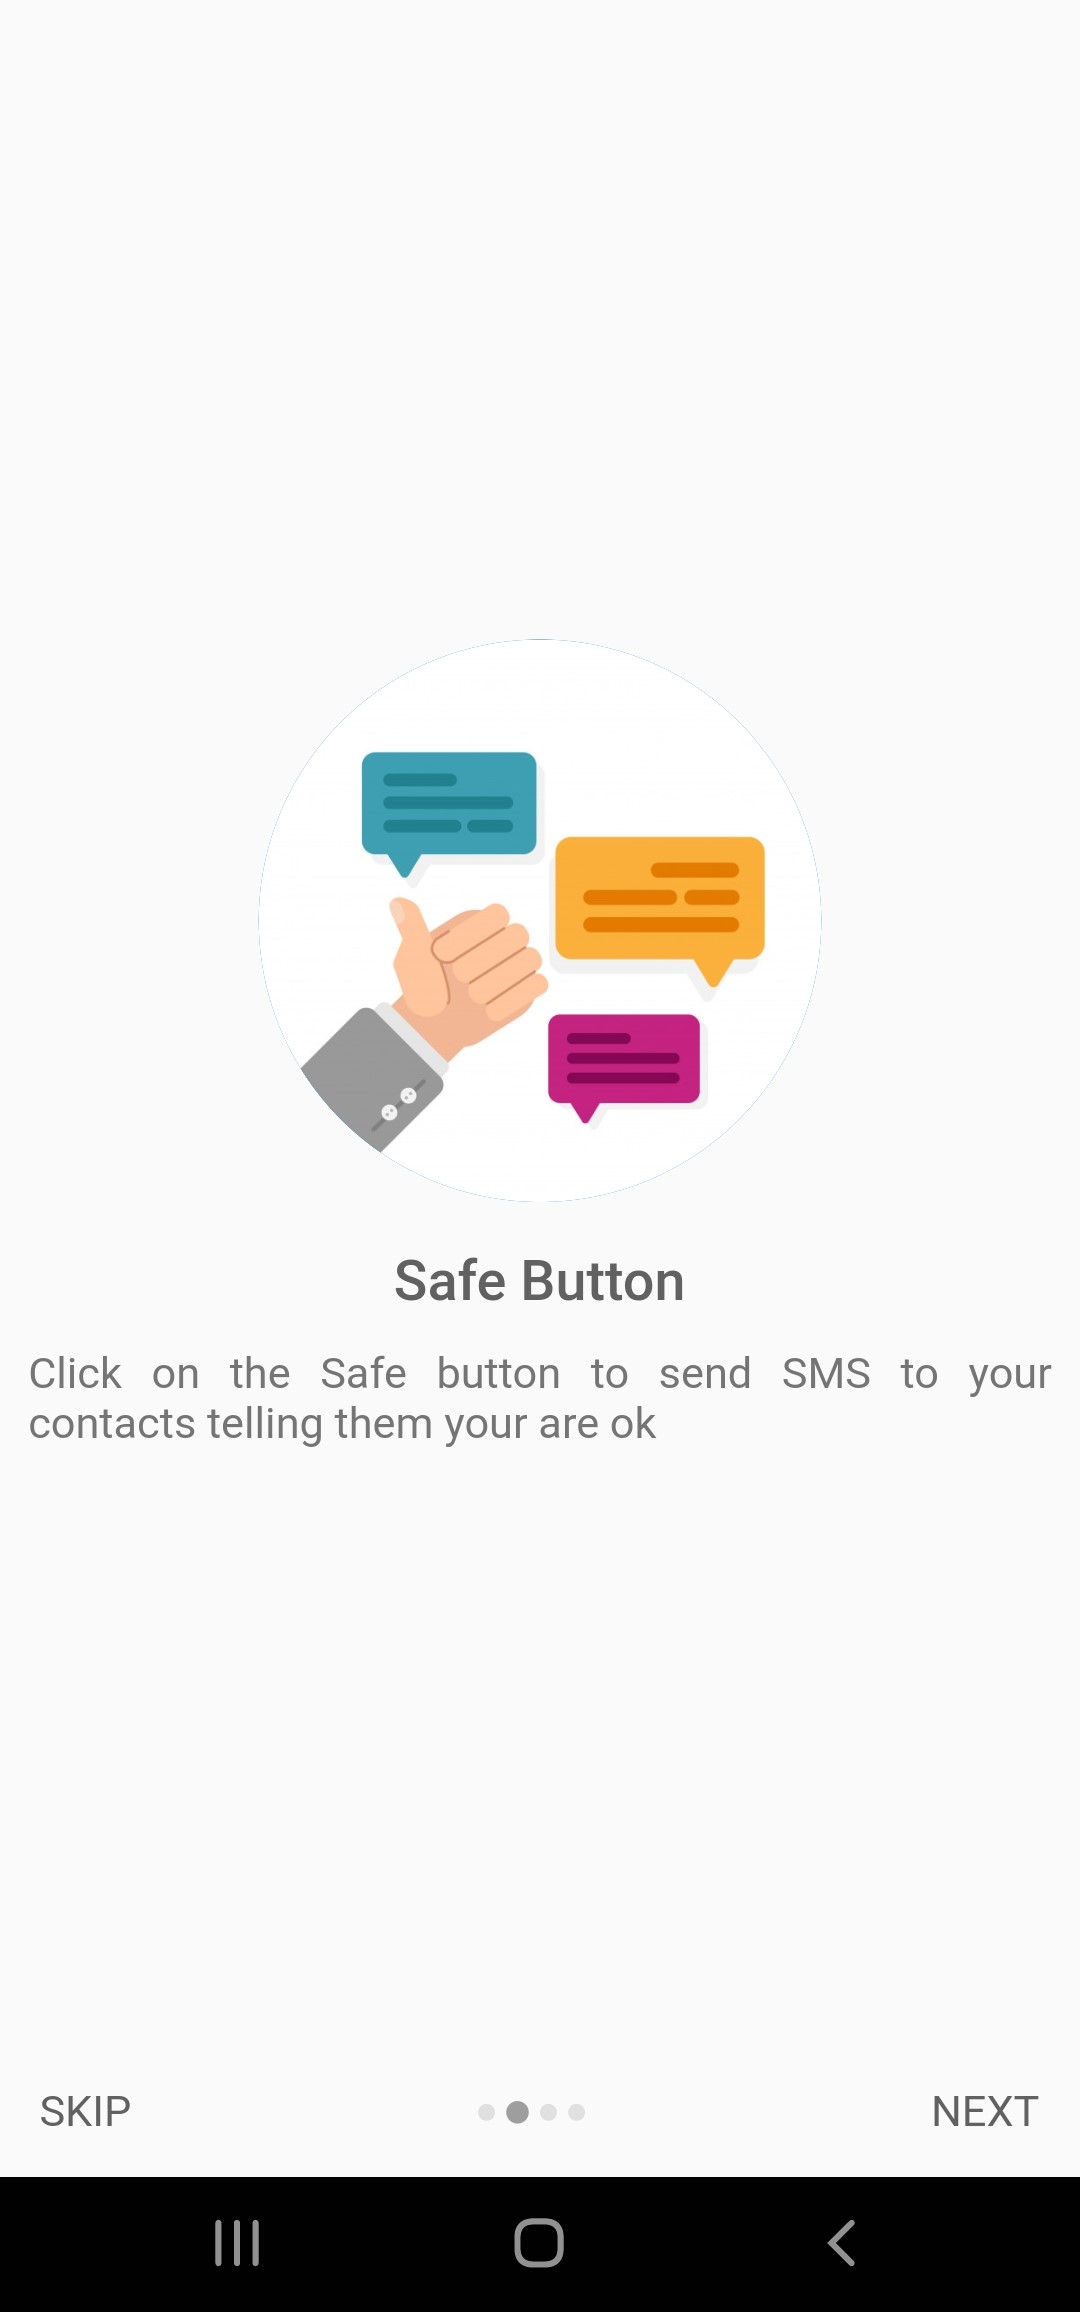 Safe Button
Click on the Safe button to send SMS to your
contacts telling them your are ok
SKIP
NEXT